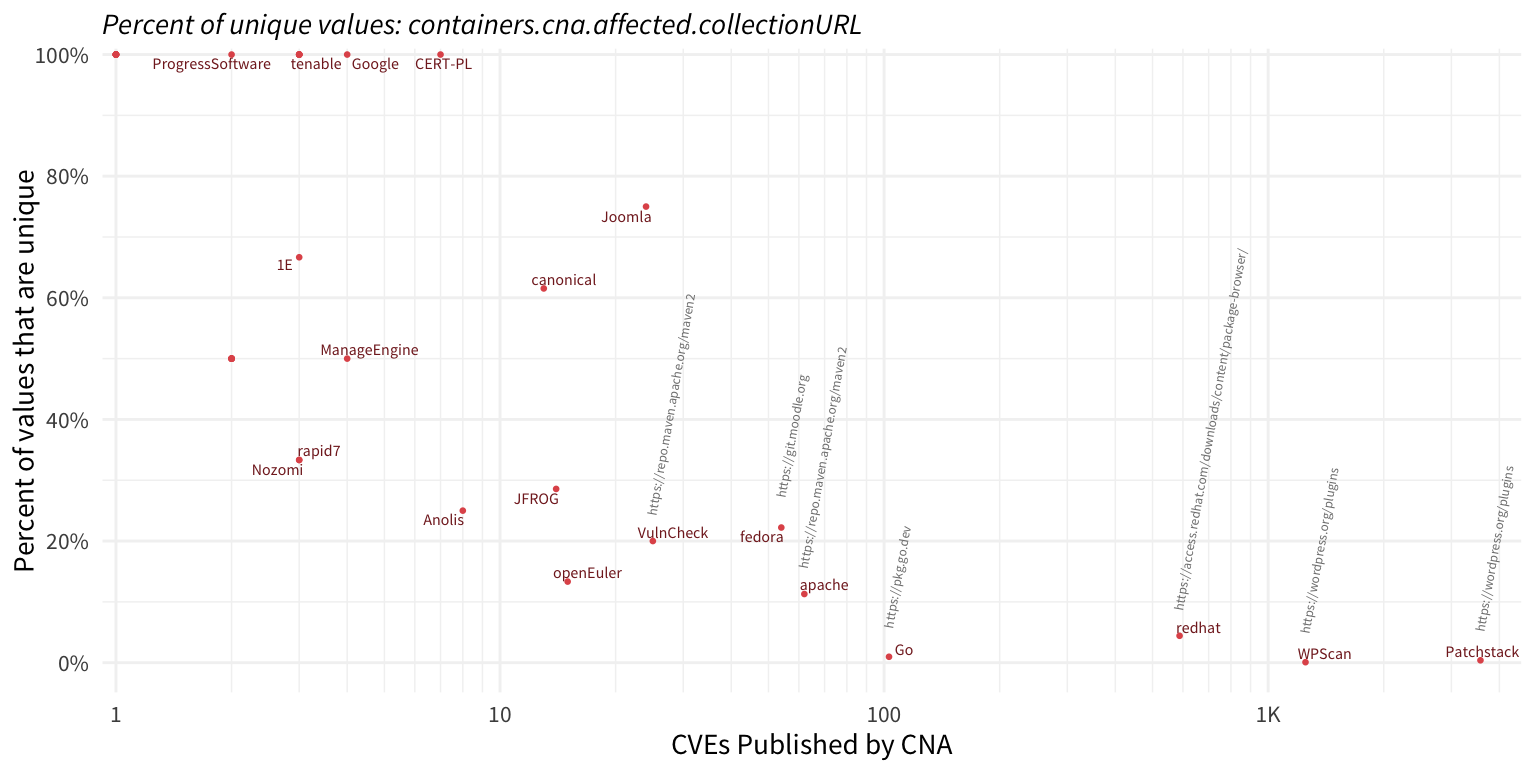 Percent of unique values: containers.cna.affected.collectionURL
Percent of values that are unique
100%
80%
60%
40%
20%
0%
ProgressSoftware
tenable
Google
CERT-PL
Joomla
1E
canonical
ManageEngine
rapid7
Nozomi
JFROG
Anolis
VulnCheck
https://repo.maven.apache.org/maven2
fedora
https://git.moodle.org
openEuler
apache
https://repo.maven.apache.org/maven2
Go
https://pkg.go.dev
redhat
https://access.redhat.com/downloads/content/package-browser/
WPScan
https://wordpress.org/plugins
Patchstack
https://wordpress.org/plugins
1
10
100
1K
CVEs Published by CNA